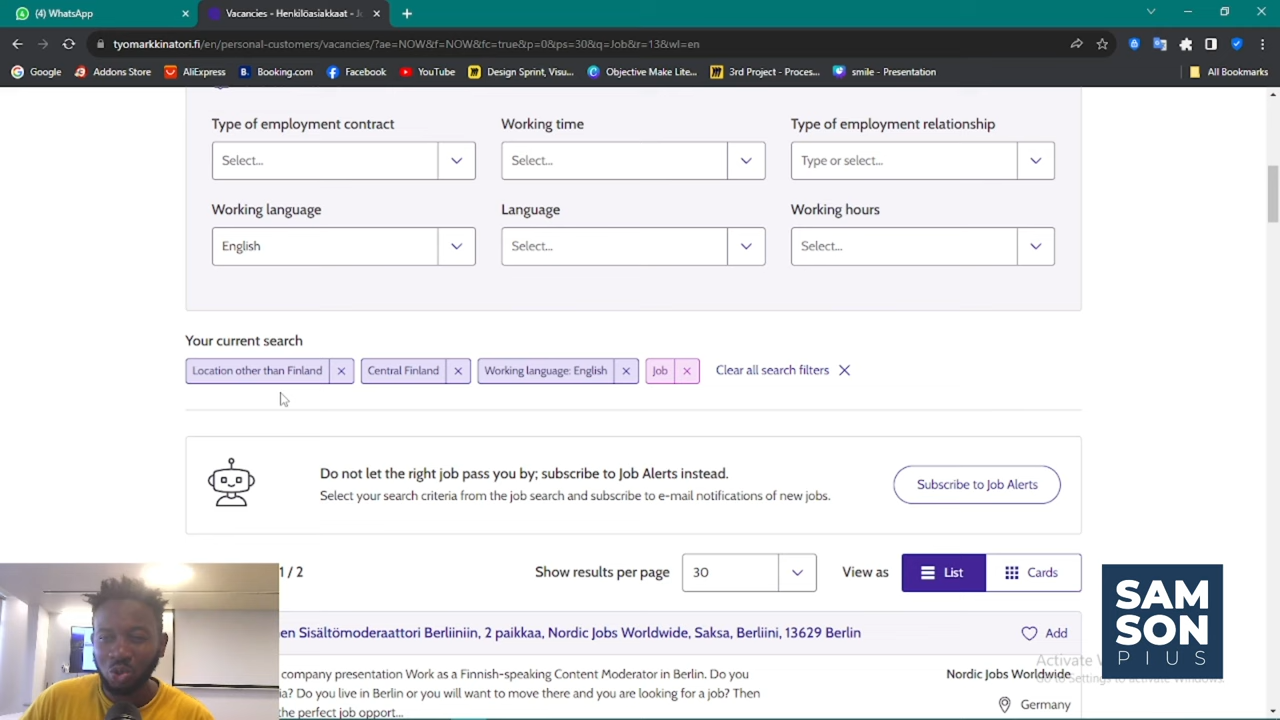 (4) WhatsApp
Vacancies - Henkilöasiakkaat - Jo
tyomarkkinatori.fi/en/personal-customers/vacancies/?ae=NOW&f=NOW&fc=true&p=0&ps=30&q=Job&r=13&wl=en
Google
Addons Store
AliExpress
Booking.com
Facebook
YouTube
Design Sprint, Visu...
Objective Make Lite...
3rd Project - Proces...
smile - Presentation
All Bookmarks
Type of employment contract
Working time
Type of employment relationship
Select...
Select...
Type or select...
Working language
Language
Working hours
English
Select...
Select...
Your current search
Location other than Finland
Central Finland
Working language: English
Job
Clear all search filters
Do not let the right job pass you by; subscribe to Job Alerts instead.
Select your search criteria from the job search and subscribe to e-mail notifications of new jobs.
Subscribe to Job Alerts
1 / 2
Show results per page
30
View as
List
Cards
en Sisältömoderaattori Berliiniin, 2 paikkaa, Nordic Jobs Worldwide, Saksa, Berliini, 13629 Berlin
Add
company presentation Work as a Finnish-speaking Content Moderator in Berlin. Do you
ia? Do you live in Berlin or you will want to move there and you are looking for a job? Then
the perfect job opport...
Nordic Jobs Worldwide
Germany
SAM
SON
PIUS
Activate
Go to Settings to activate Windows.